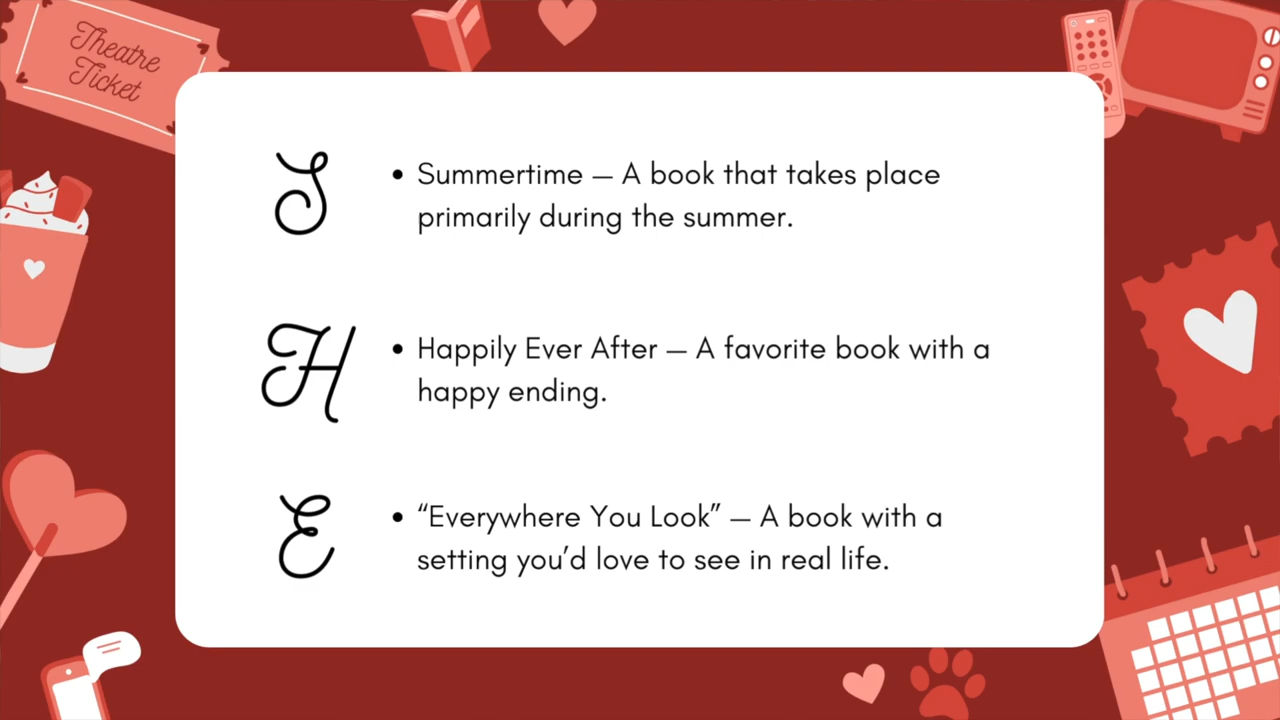 Theatre
Ticket
S
• Summertime — A book that takes place
primarily during the summer.
H
• Happily Ever After — A favorite book with a
happy ending.
E
• “Everywhere You Look” — A book with a
setting you’d love to see in real life.